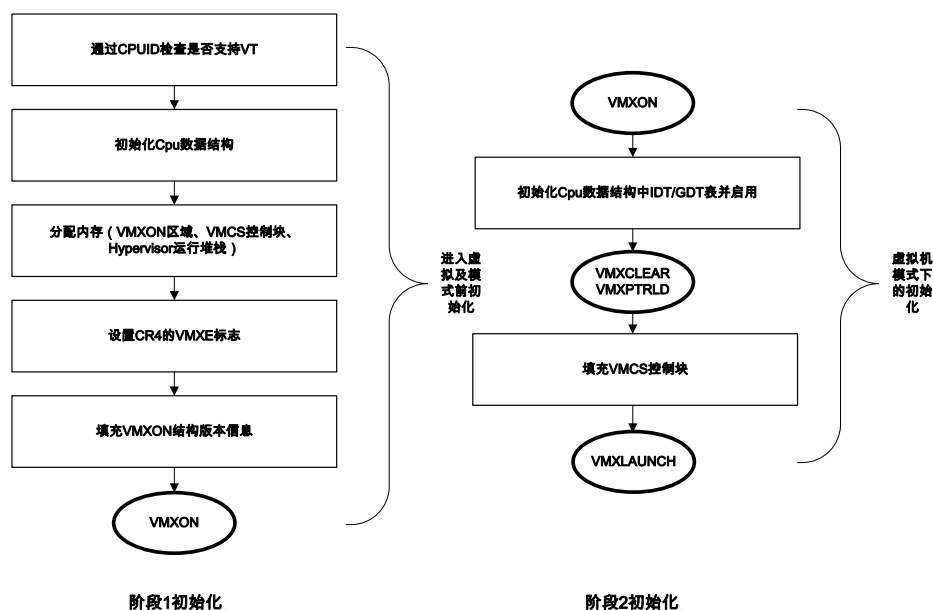 通过CPUID检查是否支持VT
初始化Cpu数据结构
分配内存（VMXON区域、VMCS控制块、
Hypervisor运行堆栈）
设置CR4的VMXE标志
填充VMXON结构版本信息
VMXON
进入虚
拟及模
式前初
始化
阶段1初始化
VMXON
初始化Cpu数据结构中IDT/GDT表并启用
VMXCLEAR
VMXPTRLD
填充VMCS控制块
VMXLAUNCH
虚拟机
模式下
的初始
化
阶段2初始化